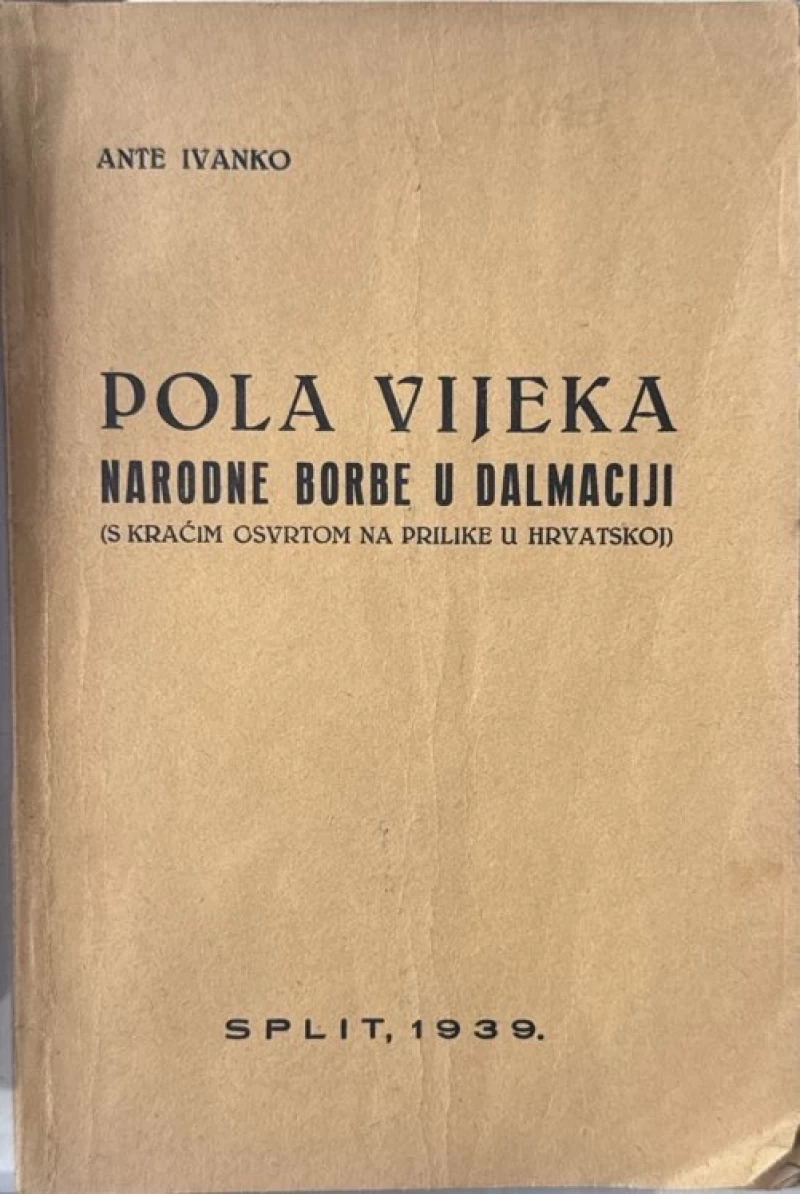 ANTE IVANKO
POLA VIJEKA
NARODNE BORBE U DALMACIJI
(S KRAĆIM OSVRTOM NA PRILIKE U HRVATSKOJ)
SPLIT, 1939.